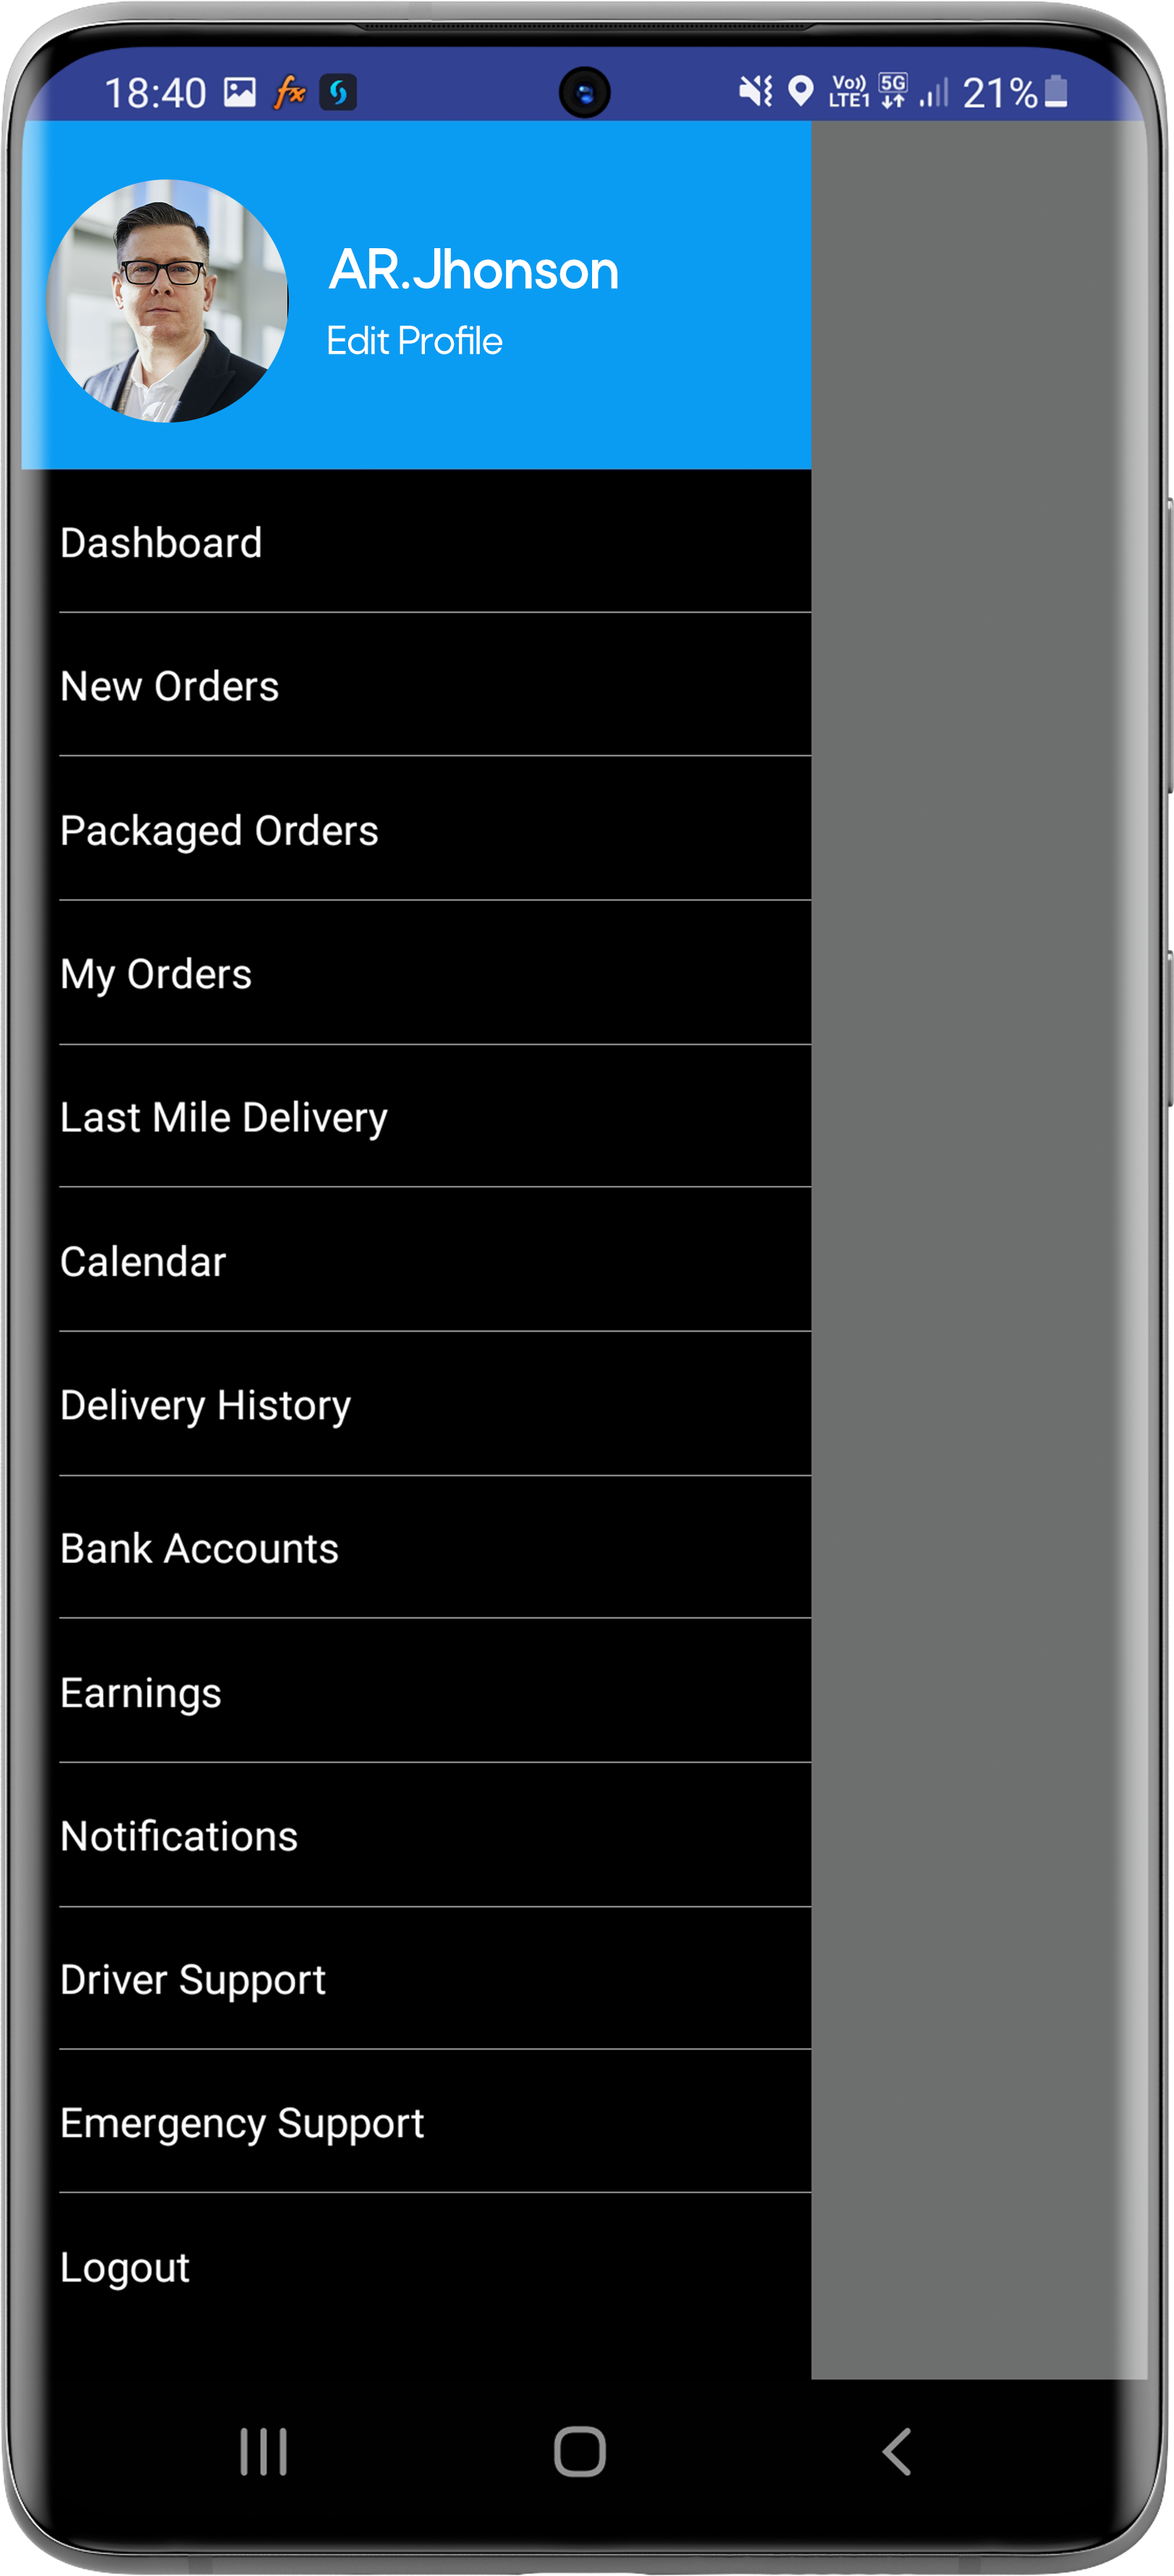 18:40 fx Vo)) LTE1 5G 21%
AR.Jhonson
Edit Profile
Dashboard
New Orders
Packaged Orders
My Orders
Last Mile Delivery
Calendar
Delivery History
Bank Accounts
Earnings
Notifications
Driver Support
Emergency Support
Logout